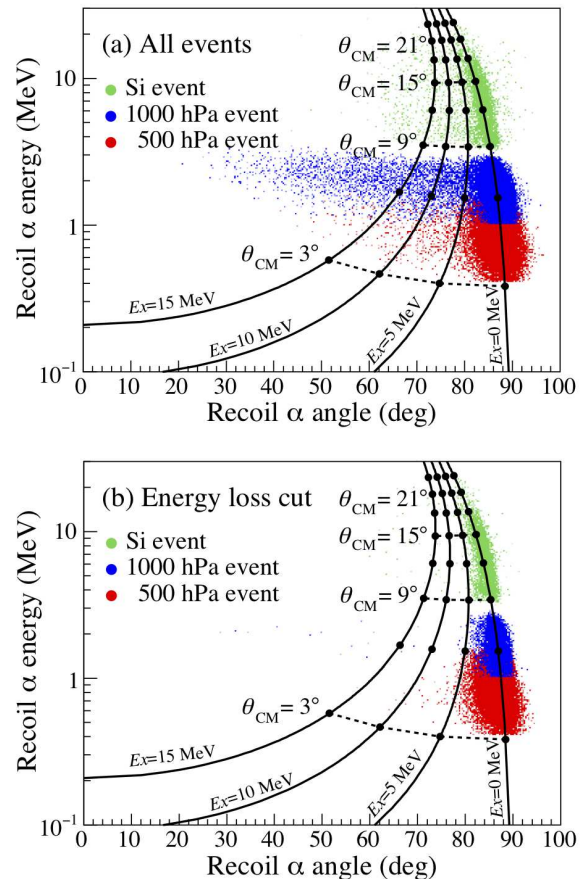 (a) All events
Si event
1000 hPa event
500 hPa event
θCM = 21°
θCM = 15°
θCM = 9°
θCM = 3°
Ex=15 MeV
Ex=10 MeV
Ex=5 MeV
Ex=0 MeV
Recoil α energy (MeV)
10
1
10⁻¹
0 10 20 30 40 50 60 70 80 90 100
Recoil α angle (deg)
(b) Energy loss cut
Si event
1000 hPa event
500 hPa event
θCM = 21°
θCM = 15°
θCM = 9°
θCM = 3°
Ex=15 MeV
Ex=10 MeV
Ex=5 MeV
Ex=0 MeV
Recoil α energy (MeV)
10
1
10⁻¹
0 10 20 30 40 50 60 70 80 90 100
Recoil α angle (deg)